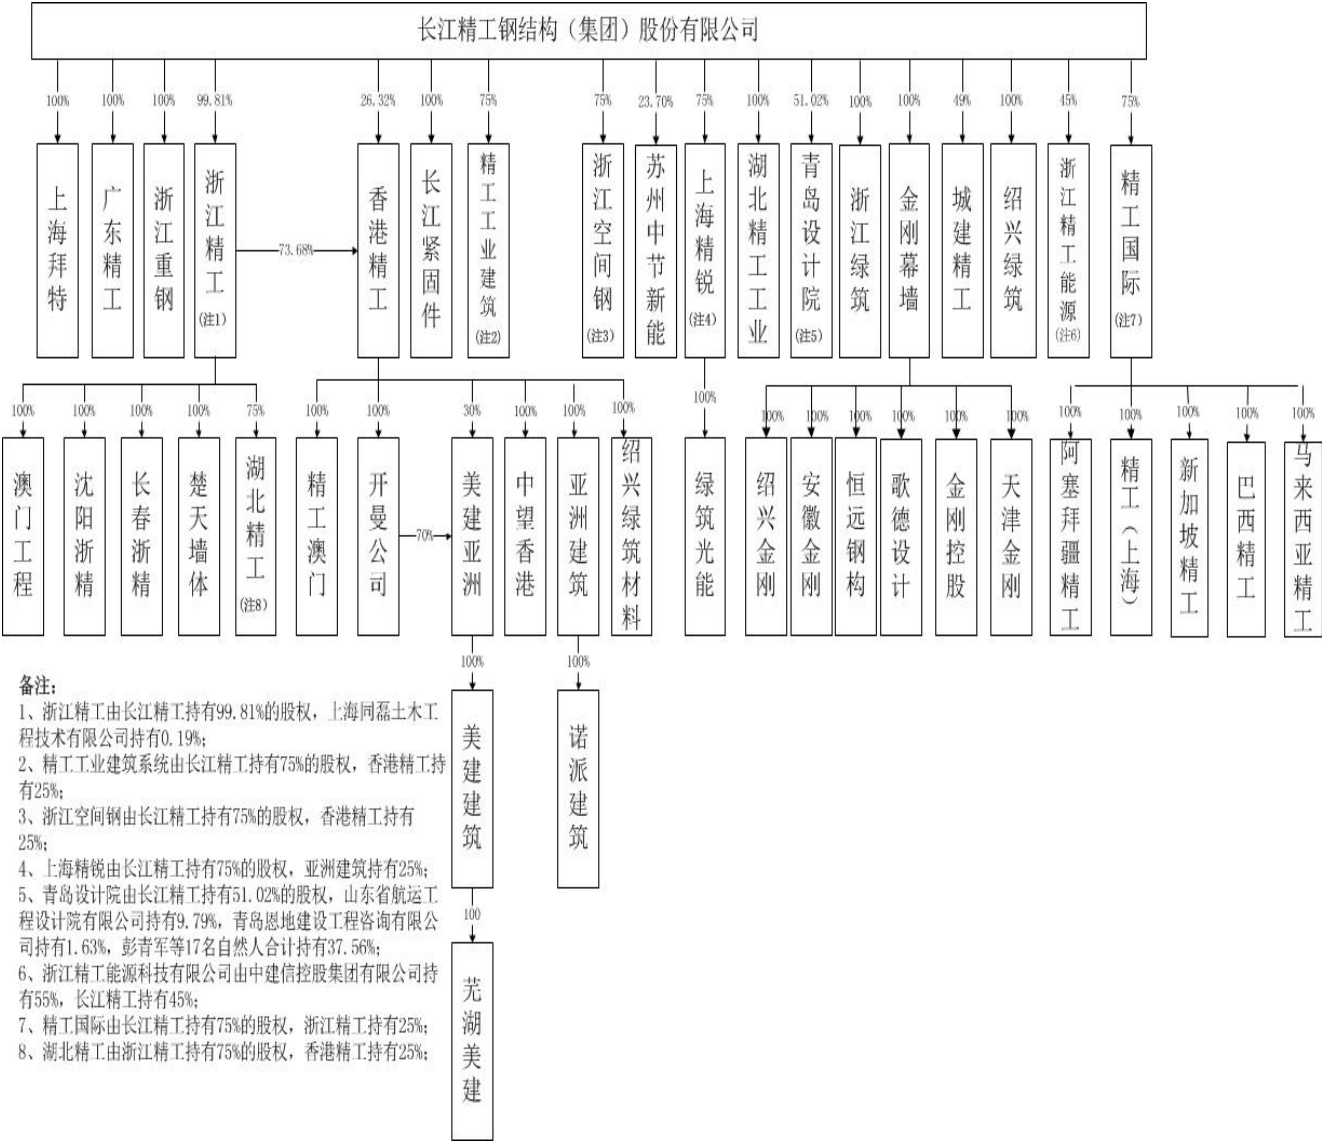 长江精工钢结构（集团）股份有限公司
100% 100% 100% 99.81% 26.32% 100% 75% 75% 23.70% 75% 100% 51.02% 100% 100% 49% 100% 45% 75%
上海拜特
广东精工
浙江重钢
浙江精工(注1)
73.68%
香港精工
长江紧固件
精工工业建筑(注2)
浙江空间钢(注3)
苏州中节新能
上海精锐(注4)
湖北精工工业
青岛设计院(注5)
浙江绿筑
金刚幕墙
城建精工
绍兴绿筑
浙江精工能源(注6)
精工国际(注7)
100% 100% 100% 100% 75% 100% 100% 30% 100% 100% 100% 100% 100% 100% 100% 100% 100% 100% 100% 100% 100% 100% 100%
澳门工程
沈阳浙精
长春浙精
楚天墙体
湖北精工(注8)
精工澳门
开曼公司
70%
美建亚洲
中望香港
亚洲建筑
绍兴绿筑材料
绿筑光能
绍兴金刚
安徽金刚
恒远钢构
歌德设计
金刚控股
天津金刚
阿塞拜疆精工
精工（上海）
新加坡精工
巴西精工
马来西亚精工
100% 100%
美建建筑
诺派建筑
100
芜湖美建
备注：
1、浙江精工由长江精工持有99.81%的股权，上海同磊土木工
程技术有限公司持有0.19%；
2、精工工业建筑系统由长江精工持有75%的股权，香港精工持
有25%；
3、浙江空间钢由长江精工持有75%的股权，香港精工持有
25%；
4、上海精锐由长江精工持有75%的股权，亚洲建筑持有25%；
5、青岛设计院由长江精工持有51.02%的股权，山东省航运工
程设计院有限公司持有9.79%，青岛恩地建设工程咨询有限公
司持有1.63%，彭青军等17名自然人合计持有37.56%；
6、浙江精工能源科技有限公司由中建信控股集团有限公司持
有55%，长江精工持有45%；
7、精工国际由长江精工持有75%的股权，浙江精工持有25%；
8、湖北精工由浙江精工持有75%的股权，香港精工持有25%；